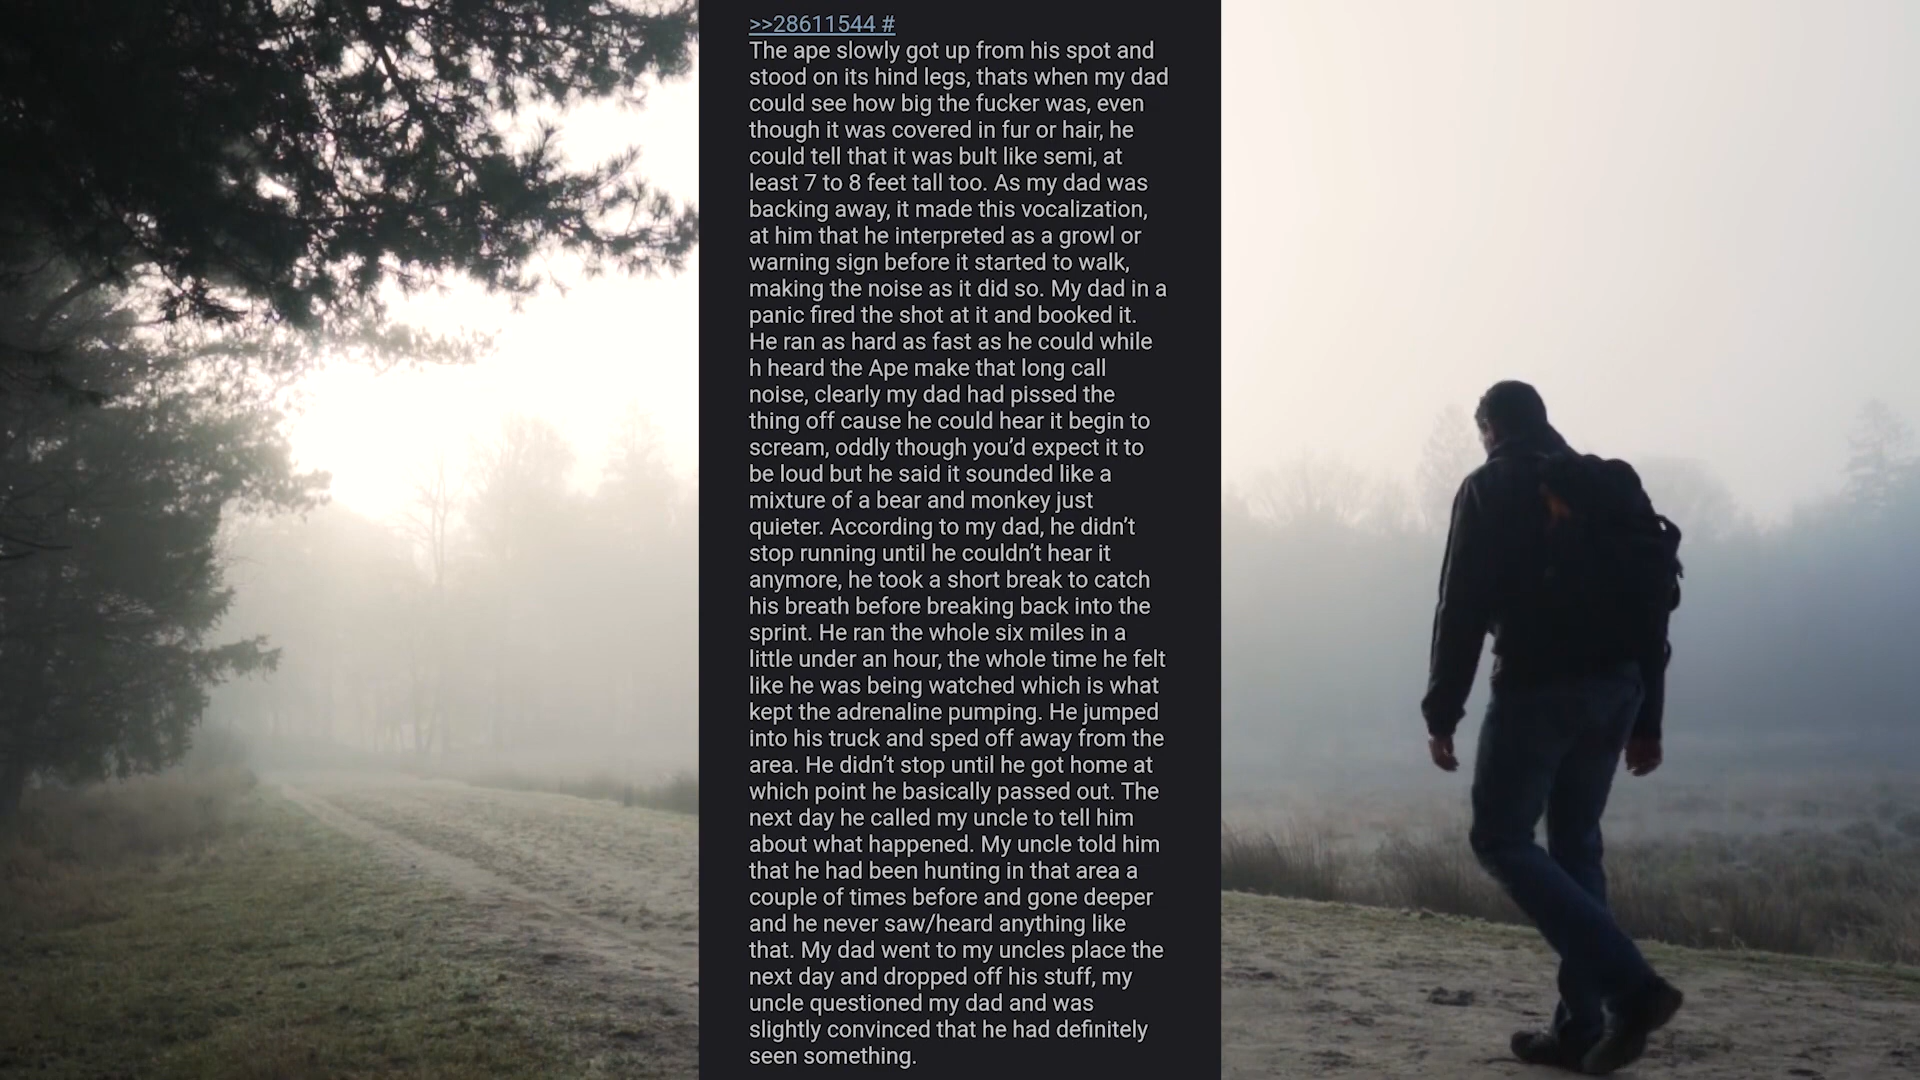 >>28611544 #
The ape slowly got up from his spot and
stood on its hind legs, thats when my dad
could see how big the fucker was, even
though it was covered in fur or hair, he
could tell that it was bult like semi, at
least 7 to 8 feet tall too. As my dad was
backing away, it made this vocalization,
at him that he interpreted as a growl or
warning sign before it started to walk,
making the noise as it did so. My dad in a
panic fired the shot at it and booked it.
He ran as hard as fast as he could while
h heard the Ape make that long call
noise, clearly my dad had pissed the
thing off cause he could hear it begin to
scream, oddly though you’d expect it to
be loud but he said it sounded like a
mixture of a bear and monkey just
quieter. According to my dad, he didn’t
stop running until he couldn’t hear it
anymore, he took a short break to catch
his breath before breaking back into the
sprint. He ran the whole six miles in a
little under an hour, the whole time he felt
like he was being watched which is what
kept the adrenaline pumping. He jumped
into his truck and sped off away from the
area. He didn’t stop until he got home at
which point he basically passed out. The
next day he called my uncle to tell him
about what happened. My uncle told him
that he had been hunting in that area a
couple of times before and gone deeper
and he never saw/heard anything like
that. My dad went to my uncles place the
next day and dropped off his stuff, my
uncle questioned my dad and was
slightly convinced that he had definitely
seen something.